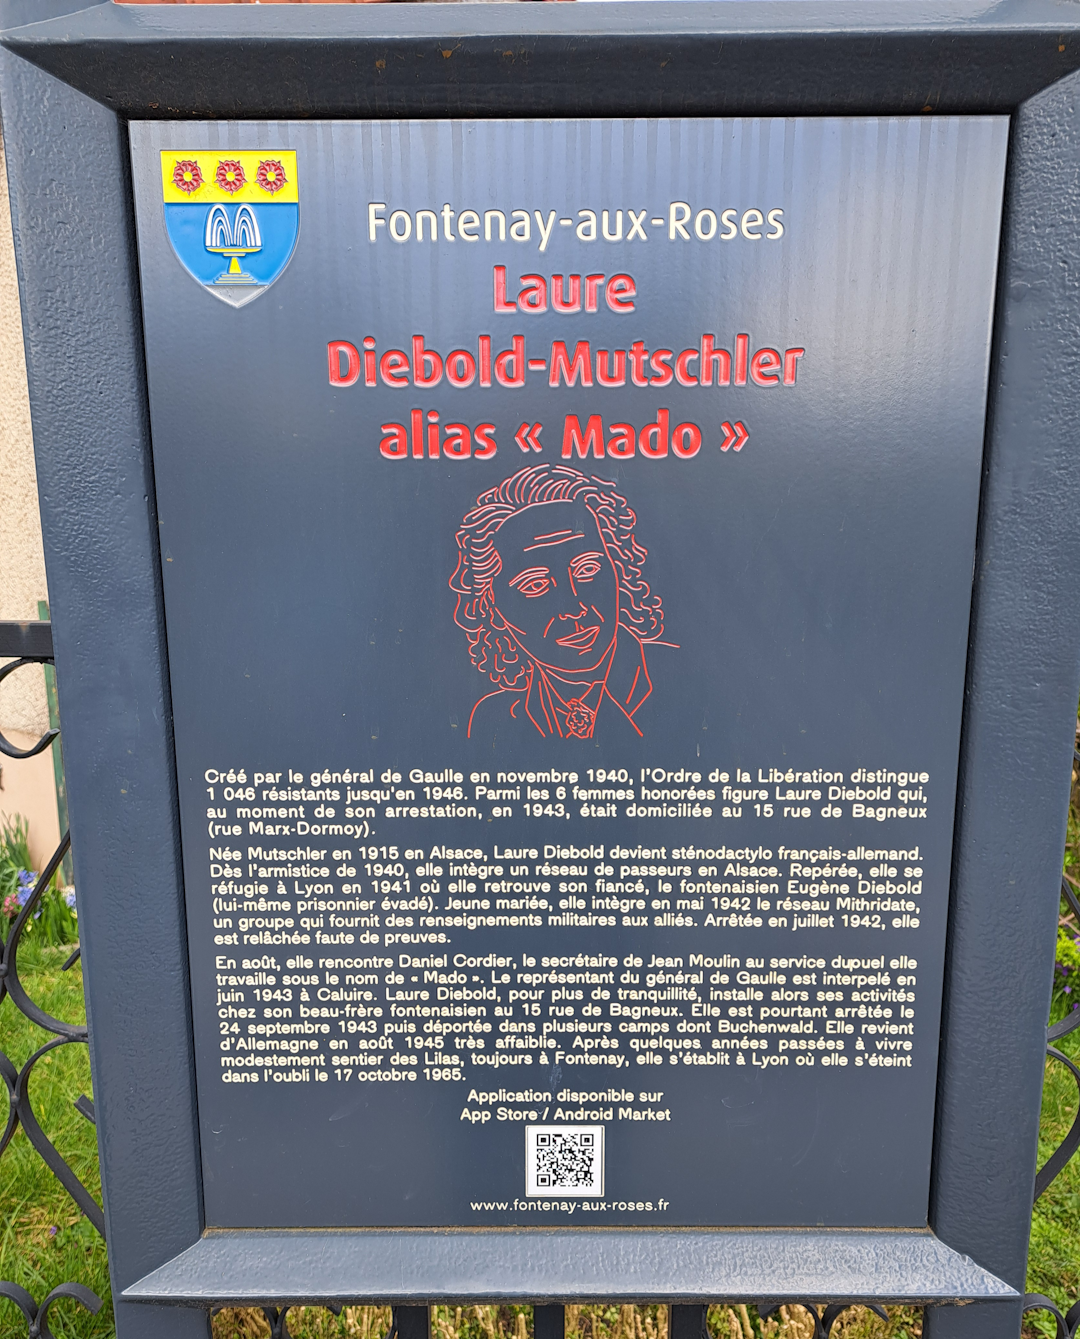 Fontenay-aux-Roses
Laure
Diebold-Mutschler
alias « Mado »
Créé par le général de Gaulle en novembre 1940, l'Ordre de la Libération distingue
1 046 résistants jusqu'en 1946. Parmi les 6 femmes honorées figure Laure Diebold qui,
au moment de son arrestation, en 1943, était domiciliée au 15 rue de Bagneux
(rue Marx-Dormoy).
Née Mutschler en 1915 en Alsace, Laure Diebold devient sténodactylo français-allemand.
Dès l'armistice de 1940, elle intègre un réseau de passeurs en Alsace. Repérée, elle se
réfugie à Lyon en 1941 où elle retrouve son fiancé, le fontenaisien Eugène Diebold
(lui-même prisonnier évadé). Jeune mariée, elle intègre en mai 1942 le réseau Mithridate,
un groupe qui fournit des renseignements militaires aux alliés. Arrêtée en juillet 1942, elle
est relâchée faute de preuves.
En août, elle rencontre Daniel Cordier, le secrétaire de Jean Moulin au service dupuel elle
travaille sous le nom de « Mado ». Le représentant du général de Gaulle est interpelé en
juin 1943 à Caluire. Laure Diebold, pour plus de tranquillité, installe alors ses activités
chez son beau-frère fontenaisien au 15 rue de Bagneux. Elle est pourtant arrêtée le
24 septembre 1943 puis déportée dans plusieurs camps dont Buchenwald. Elle revient
d'Allemagne en août 1945 très affaiblie. Après quelques années passées à vivre
modestement sentier des Lilas, toujours à Fontenay, elle s'établit à Lyon où elle s'éteint
dans l'oubli le 17 octobre 1965.
Application disponible sur
App Store / Android Market
www.fontenay-aux-roses.fr